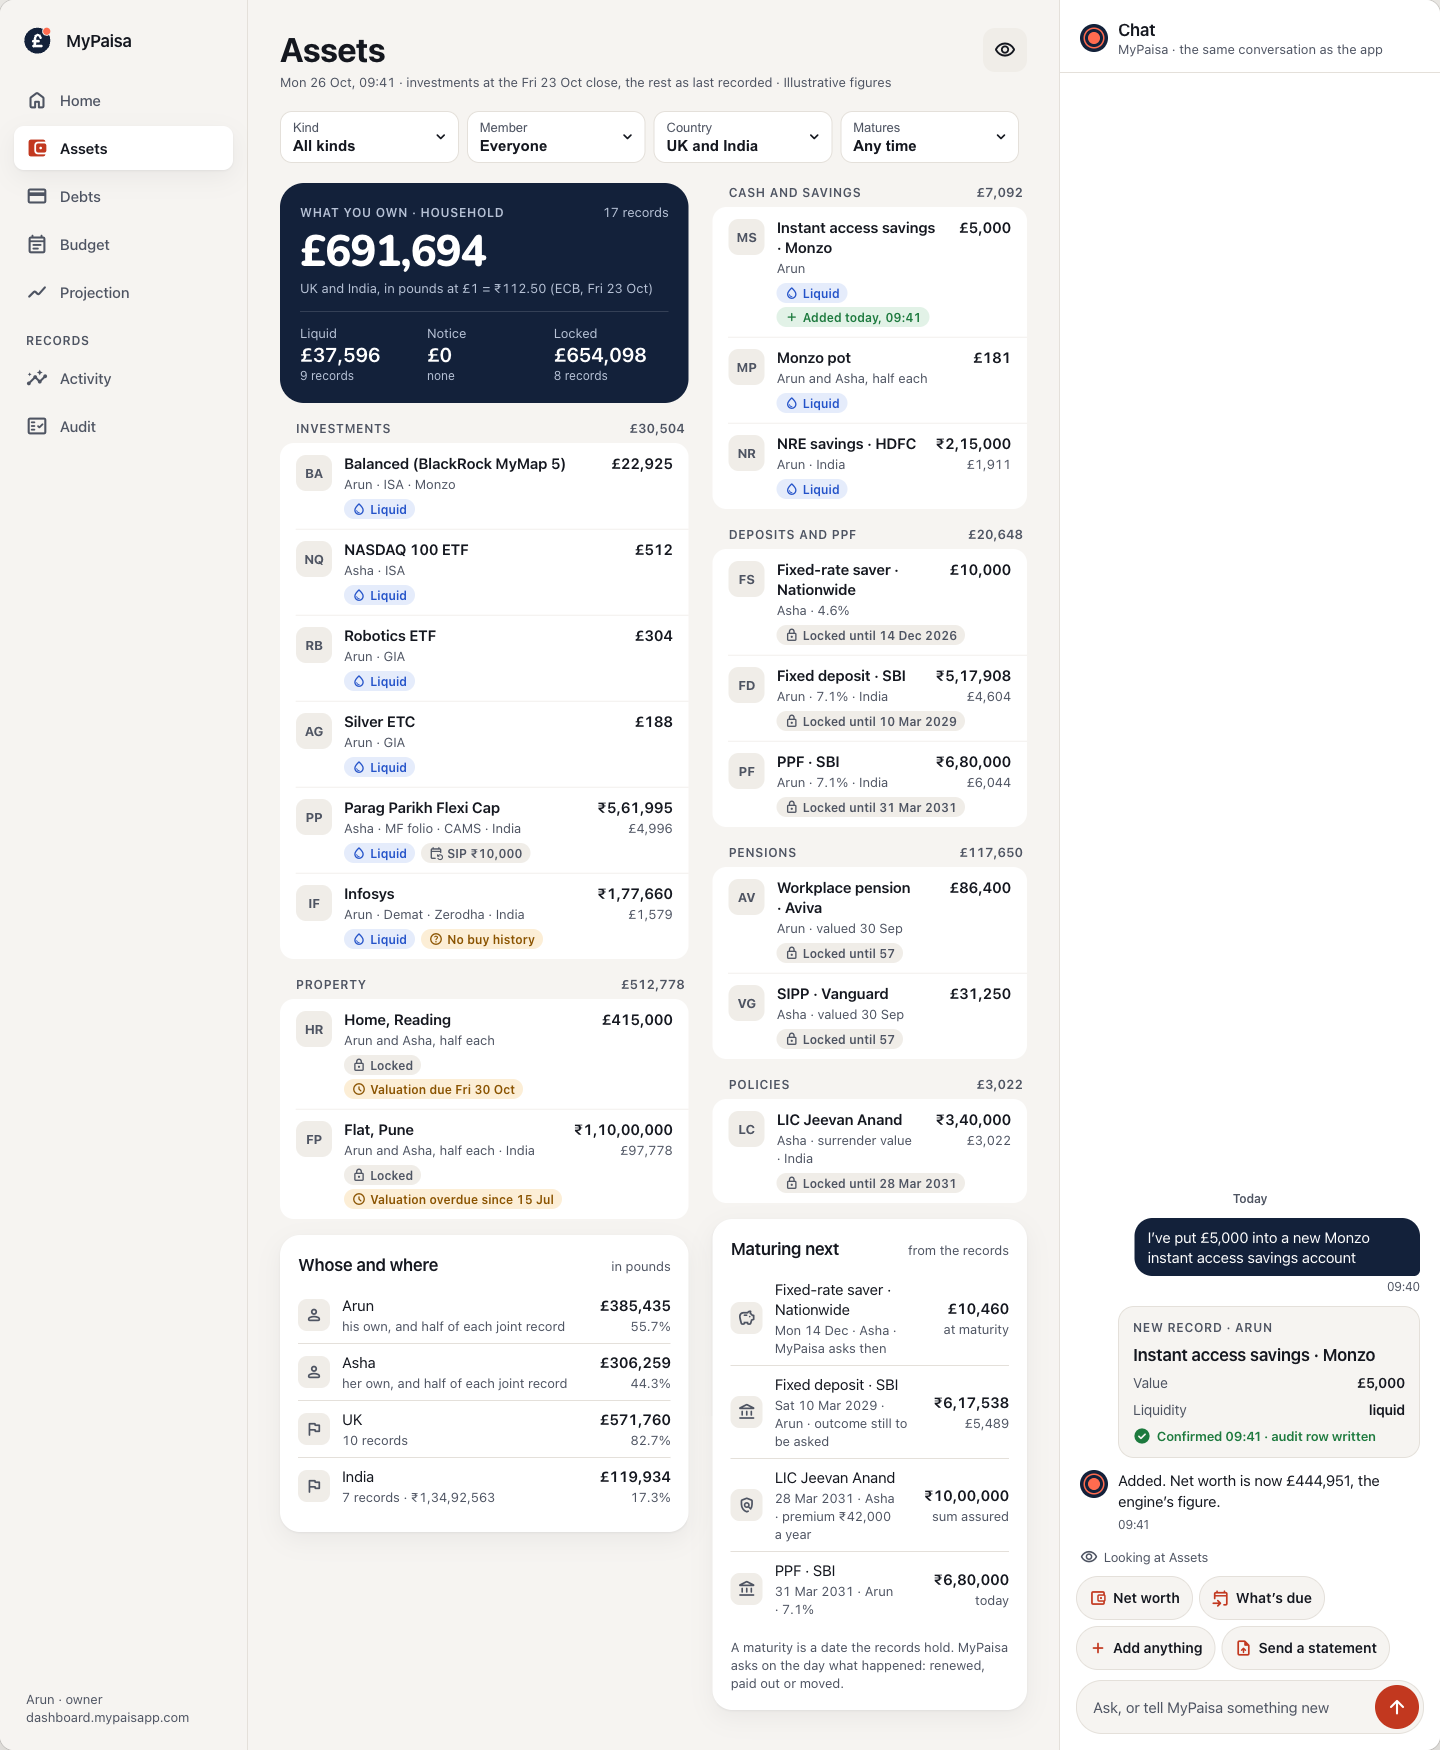 MyPaisa
Home
Assets
Debts
Budget
Projection
RECORDS
Activity
Audit
Arun · owner
dashboard.mypaisapp.com
Assets
Mon 26 Oct, 09:41 · investments at the Fri 23 Oct close, the rest as last recorded · Illustrative figures
Kind
All kinds
Member
Everyone
Country
UK and India
Matures
Any time
WHAT YOU OWN · HOUSEHOLD 17 records
£691,694
UK and India, in pounds at £1 = ₹112.50 (ECB, Fri 23 Oct)
Liquid Notice Locked
£37,596 £0 £654,098
9 records none 8 records
INVESTMENTS £30,504
BA Balanced (BlackRock MyMap 5) £22,925
Arun · ISA · Monzo
Liquid
NQ NASDAQ 100 ETF £512
Asha · ISA
Liquid
RB Robotics ETF £304
Arun · GIA
Liquid
AG Silver ETC £188
Arun · GIA
Liquid
PP Parag Parikh Flexi Cap ₹5,61,995
Asha · MF folio · CAMS · India £4,996
Liquid SIP ₹10,000
IF Infosys ₹1,77,660
Arun · Demat · Zerodha · India £1,579
Liquid No buy history
PROPERTY £512,778
HR Home, Reading £415,000
Arun and Asha, half each
Locked
Valuation due Fri 30 Oct
FP Flat, Pune ₹1,10,00,000
Arun and Asha, half each · India £97,778
Locked
Valuation overdue since 15 Jul
Whose and where in pounds
Arun £385,435
his own, and half of each joint record 55.7%
Asha £306,259
her own, and half of each joint record 44.3%
UK £571,760
10 records 82.7%
India £119,934
7 records · ₹1,34,92,563 17.3%
CASH AND SAVINGS £7,092
MS Instant access savings £5,000
· Monzo
Arun
Liquid
Added today, 09:41
MP Monzo pot £181
Arun and Asha, half each
Liquid
NR NRE savings · HDFC ₹2,15,000
Arun · India £1,911
Liquid
DEPOSITS AND PPF £20,648
FS Fixed-rate saver · £10,000
Nationwide
Asha · 4.6%
Locked until 14 Dec 2026
FD Fixed deposit · SBI ₹5,17,908
Arun · 7.1% · India £4,604
Locked until 10 Mar 2029
PF PPF · SBI ₹6,80,000
Arun · 7.1% · India £6,044
Locked until 31 Mar 2031
PENSIONS £117,650
AV Workplace pension £86,400
· Aviva
Arun · valued 30 Sep
Locked until 57
VG SIPP · Vanguard £31,250
Asha · valued 30 Sep
Locked until 57
POLICIES £3,022
LC LIC Jeevan Anand ₹3,40,000
Asha · surrender value £3,022
· India
Locked until 28 Mar 2031
Maturing next from the records
Fixed-rate saver · £10,460
Nationwide
Mon 14 Dec · Asha · at maturity
MyPaisa asks then
Fixed deposit · SBI ₹6,17,538
Sat 10 Mar 2029 · £5,489
Arun · outcome still to
be asked
LIC Jeevan Anand ₹10,00,000
28 Mar 2031 · Asha sum assured
· premium ₹42,000
a year
PPF · SBI ₹6,80,000
31 Mar 2031 · Arun today
· 7.1%
A maturity is a date the records hold. MyPaisa
asks on the day what happened: renewed,
paid out or moved.
Chat
MyPaisa · the same conversation as the app
Today
I’ve put £5,000 into a new Monzo
instant access savings account
09:40
NEW RECORD · ARUN
Instant access savings · Monzo
Value £5,000
Liquidity liquid
Confirmed 09:41 · audit row written
Added. Net worth is now £444,951, the
engine’s figure.
09:41
Looking at Assets
Net worth What’s due
Add anything Send a statement
Ask, or tell MyPaisa something new